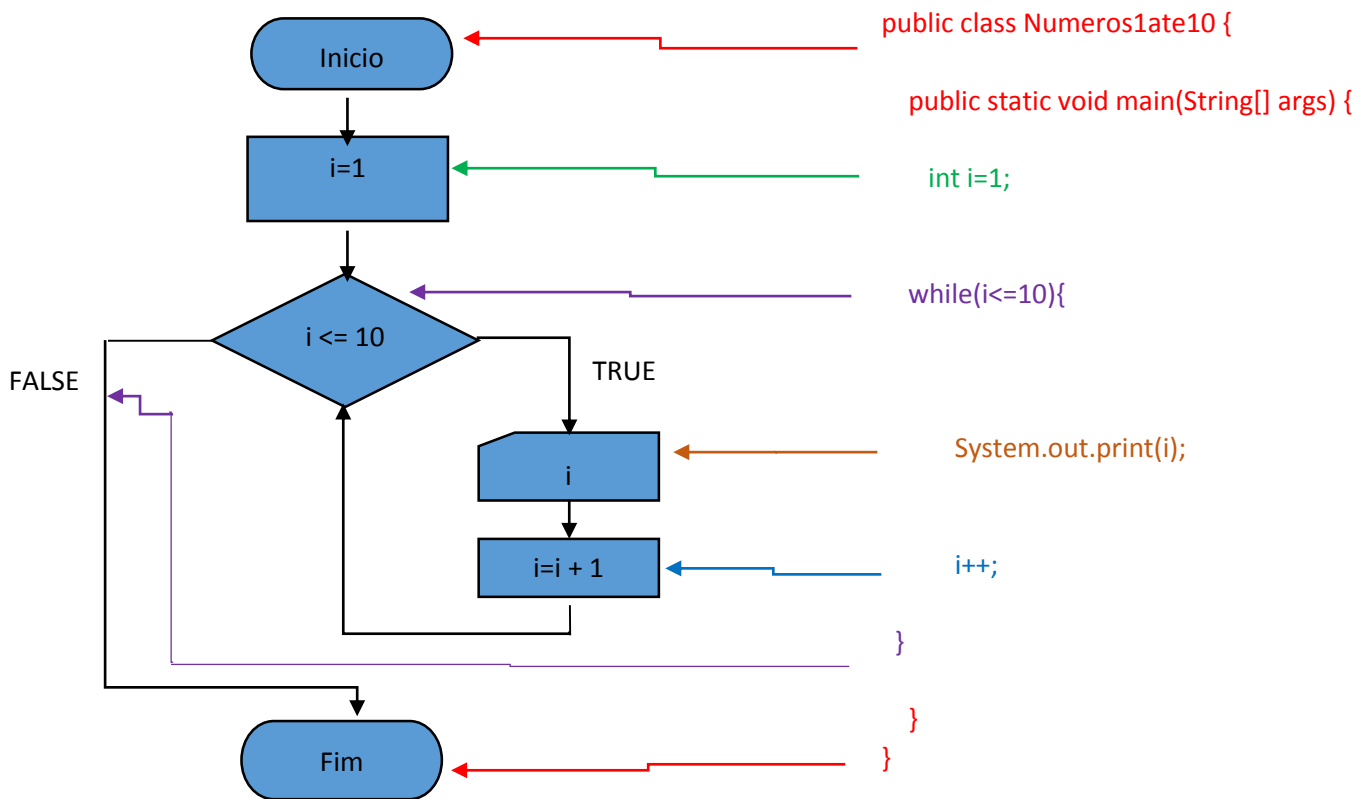 public class Numeros1ate10 {
Inicio
public static void main(String[] args) {
i=1
int i=1;
while(i<=10){
i <= 10
FALSE
TRUE
System.out.print(i);
i
i=i + 1
i++;
}
}
Fim
}